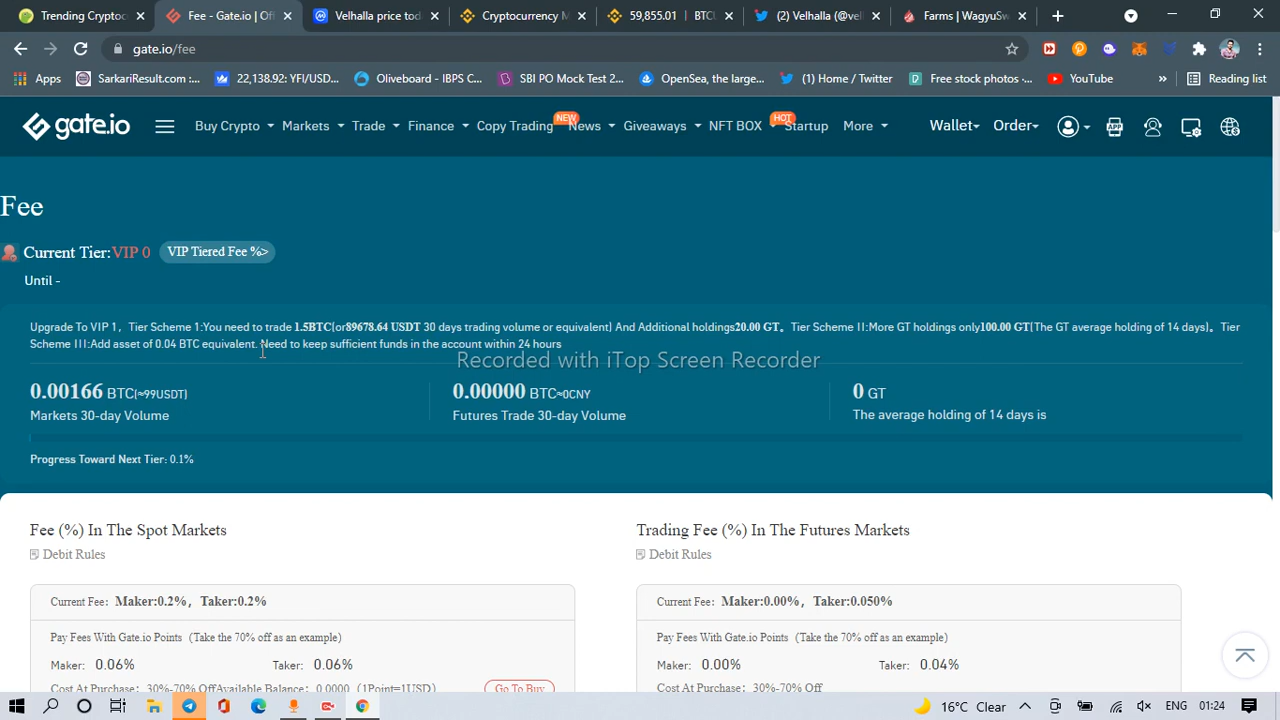 Trending Cryptoc
Fee - Gate.io | Off
Velhalla price tod
Cryptocurrency M
59,855.01 | BTCU
(2) Velhalla (@vel
Farms | WagyuSw
gate.io/fee
Apps
SarkariResult.com :...
22,138.92: YFI/USD...
Oliveboard - IBPS C...
SBI PO Mock Test 2...
OpenSea, the large...
(1) Home / Twitter
Free stock photos ·...
YouTube
»
Reading list
gate.io
Buy Crypto
Markets
Trade
Finance
Copy Trading
NEW
News
Giveaways
NFT BOX
HOT
Startup
More
Wallet
Order
APP
Fee
Current Tier:VIP 0
VIP Tiered Fee %>
Until -
Upgrade To VIP 1，Tier Scheme 1:You need to trade 1.5BTC(or89678.64 USDT 30 days trading volume or equivalent) And Additional holdings20.00 GT。Tier Scheme II:More GT holdings only100.00 GT(The GT average holding of 14 days)。Tier
Scheme III:Add asset of 0.04 BTC equivalent. Need to keep sufficient funds in the account within 24 hours
Recorded with iTop Screen Recorder
0.00166 BTC(≈99USDT)
Markets 30-day Volume
0.00000 BTC≈0CNY
Futures Trade 30-day Volume
0 GT
The average holding of 14 days is
Progress Toward Next Tier: 0.1%
Fee (%) In The Spot Markets
Debit Rules
Current Fee：Maker:0.2%，Taker:0.2%
Pay Fees With Gate.io Points（Take the 70% off as an example）
Maker: 0.06%
Taker: 0.06%
Cost At Purchase: 30%-70% OffAvailable Balance: 0.0000（1Point=1USD）
Go To Buy
Trading Fee (%) In The Futures Markets
Debit Rules
Current Fee：Maker:0.00%，Taker:0.050%
Pay Fees With Gate.io Points（Take the 70% off as an example）
Maker: 0.00%
Taker: 0.04%
Cost At Purchase: 30%-70% Off
16°C Clear
ENG
01:24